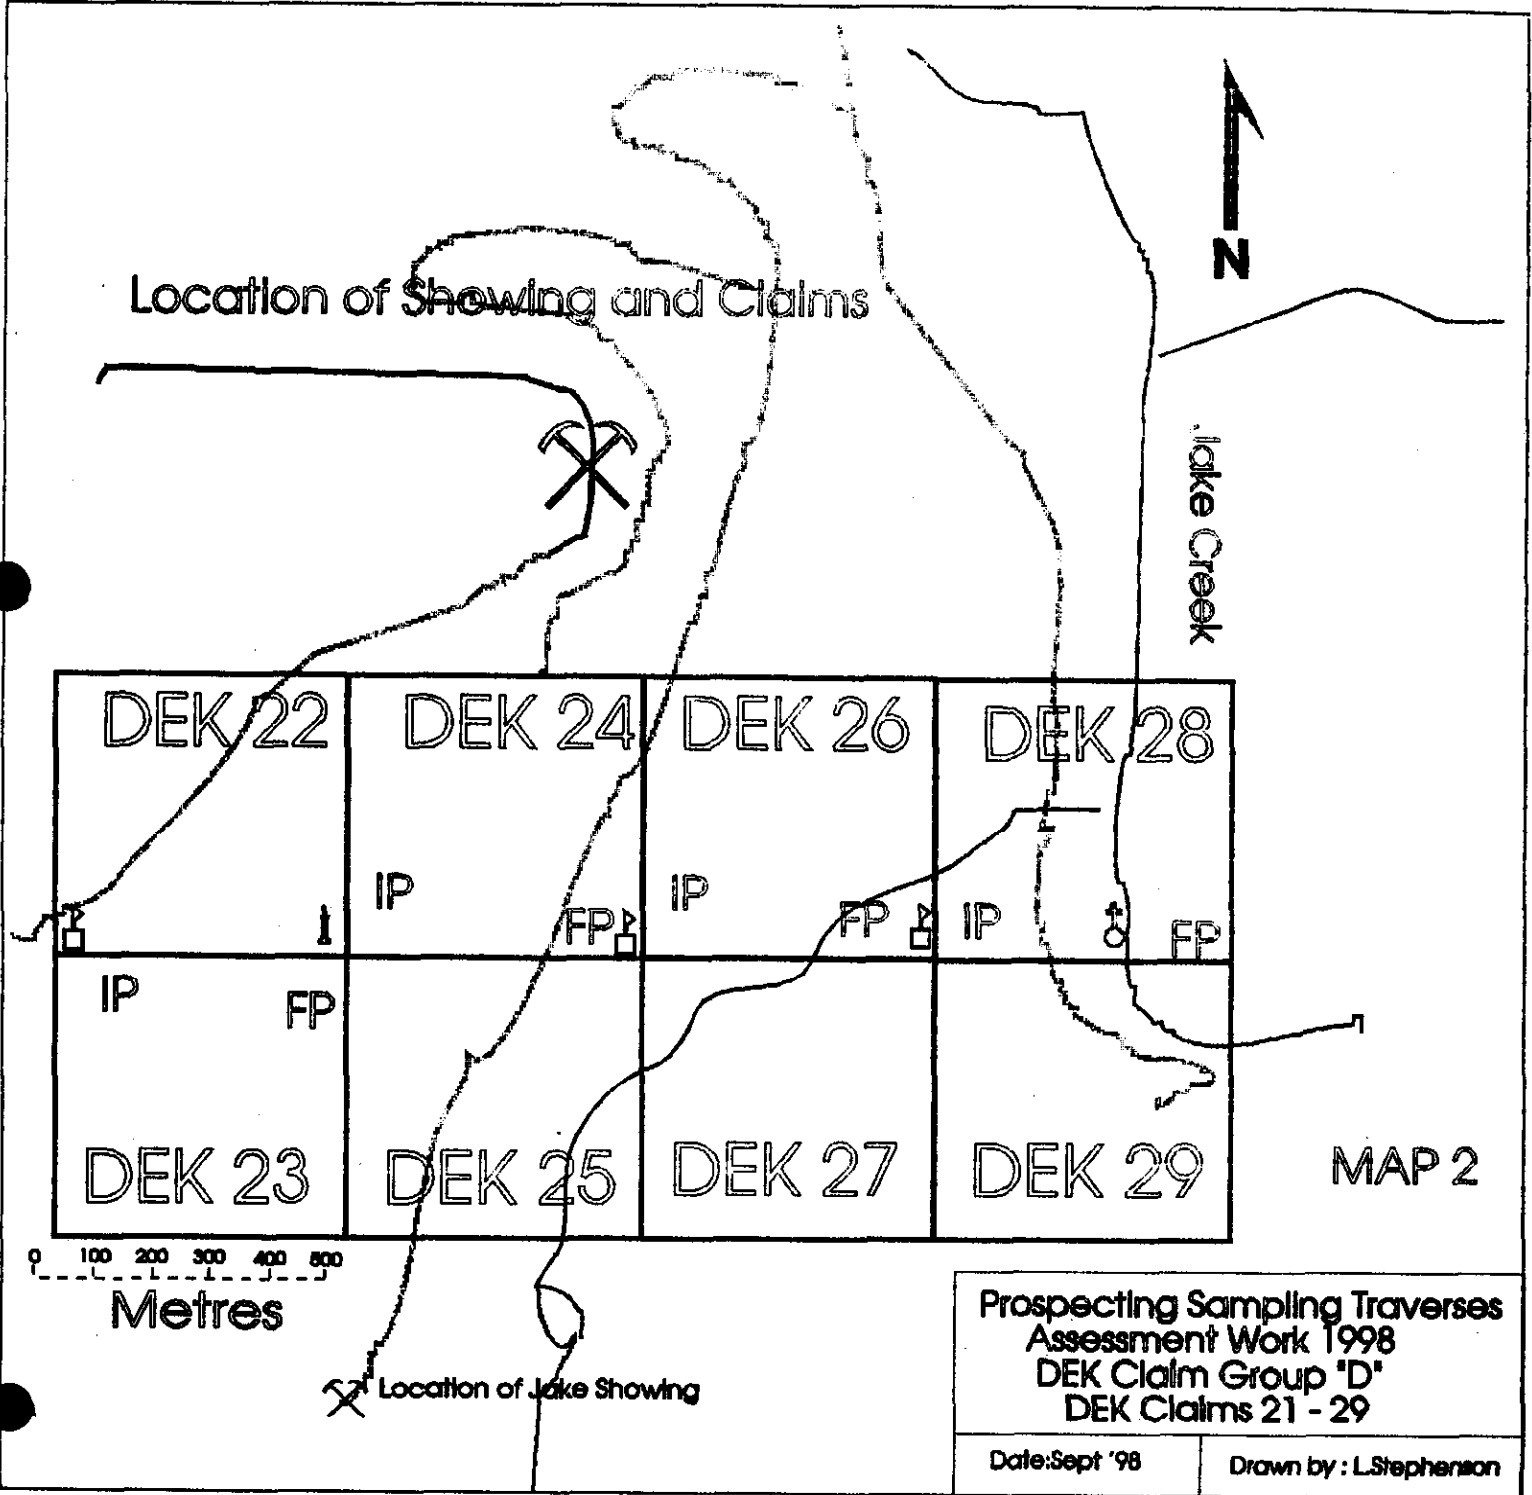 N
Location of Showing and Claims
Jake Creek
DEK 22
DEK 24
DEK 26
DEK 28
IP
FP
IP
FP
IP
FP
IP
FP
DEK 23
DEK 25
DEK 27
DEK 29
MAP 2
0 100 200 300 400 500
Metres
Location of Jake Showing
Prospecting Sampling Traverses
Assessment Work 1998
DEK Claim Group "D"
DEK Claims 21 - 29
Date:Sept '98
Drawn by : L.Stephenson